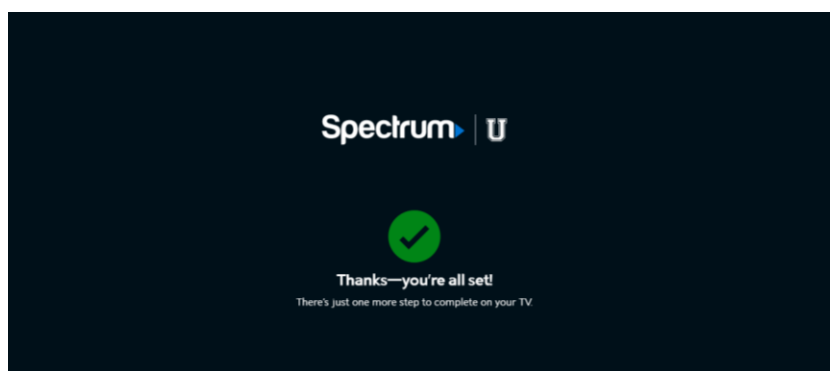 Spectrum U
Thanks—you're all set!
There's just one more step to complete on your TV.